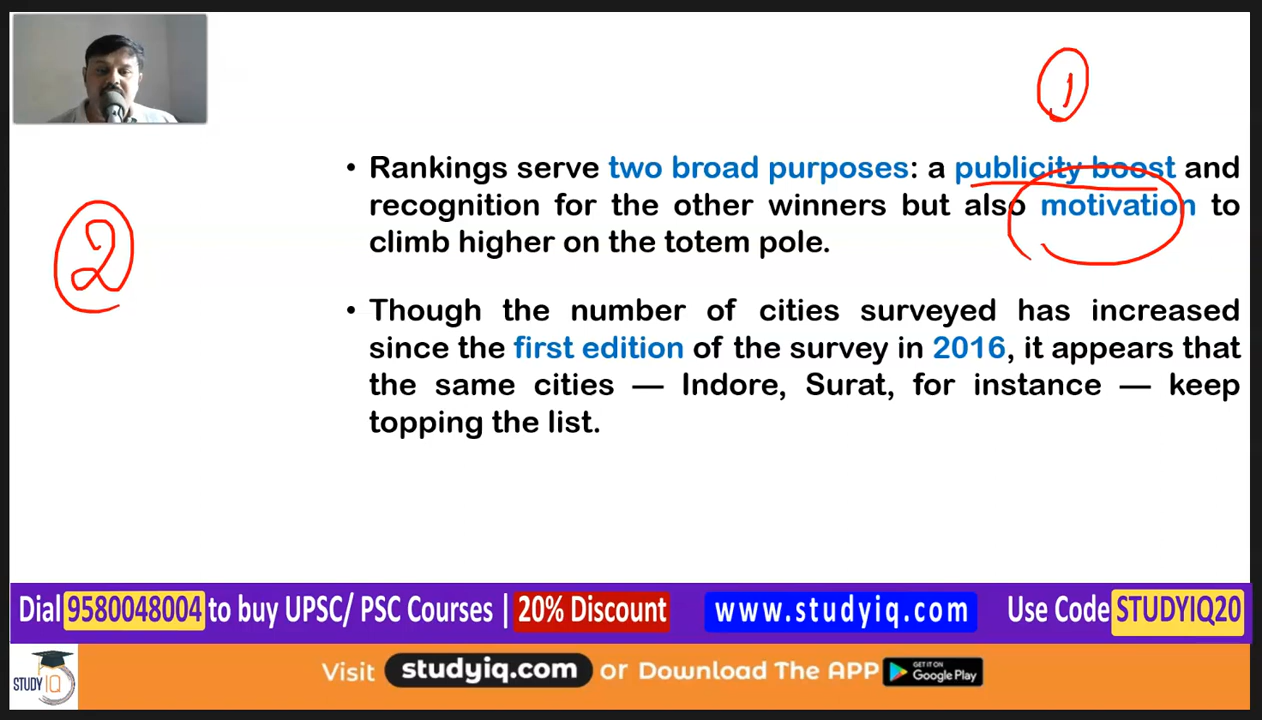 1
• Rankings serve two broad purposes: a publicity boost and
recognition for the other winners but also motivation to
climb higher on the totem pole.
2
• Though the number of cities surveyed has increased
since the first edition of the survey in 2016, it appears that
the same cities — Indore, Surat, for instance — keep
topping the list.
Dial 9580048004 to buy UPSC/ PSC Courses | 20% Discount www.studyiq.com Use Code STUDYIQ20
STUDY IQ Visit studyiq.com or Download The APP GET IT ON Google Play